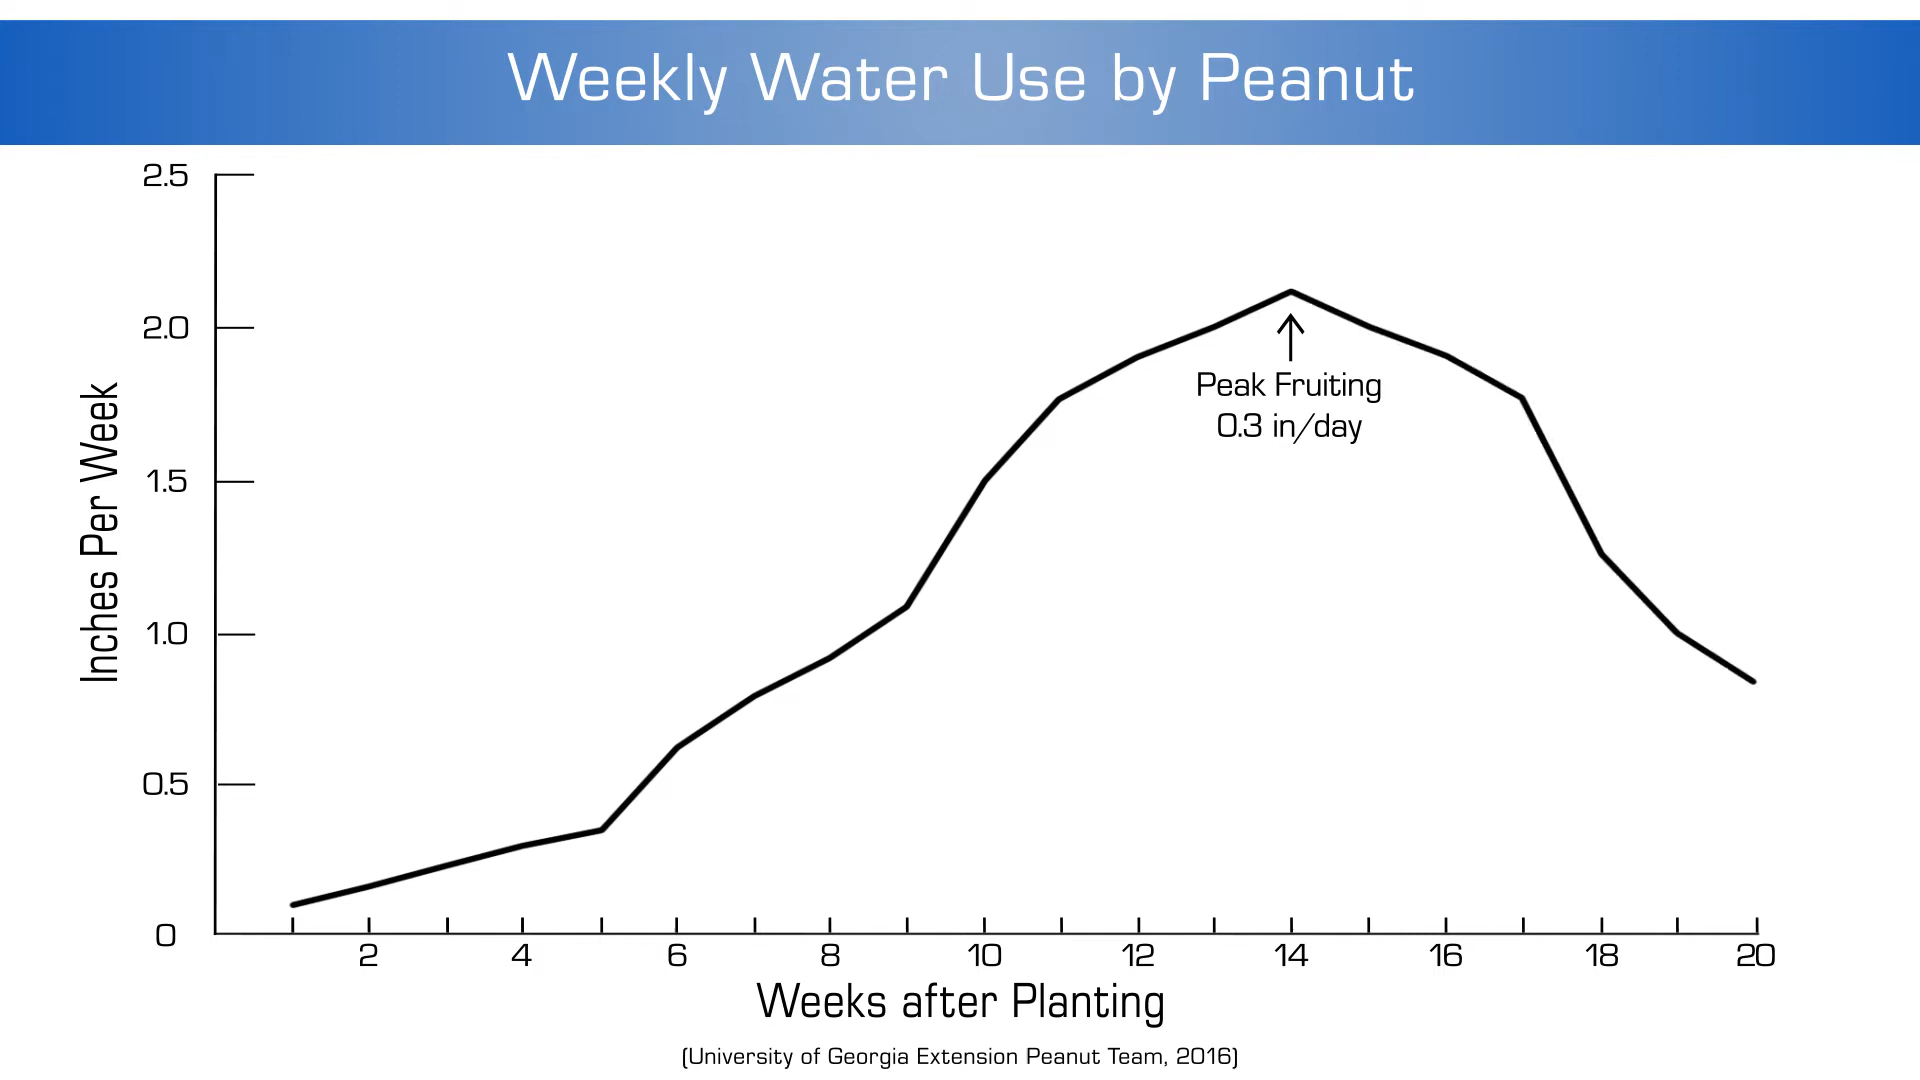 Weekly Water Use by Peanut
2.5
2.0
1.5
1.0
0.5
0
Inches Per Week
Peak Fruiting
0.3 in/day
2 4 6 8 10 12 14 16 18 20
Weeks after Planting
(University of Georgia Extension Peanut Team, 2016)